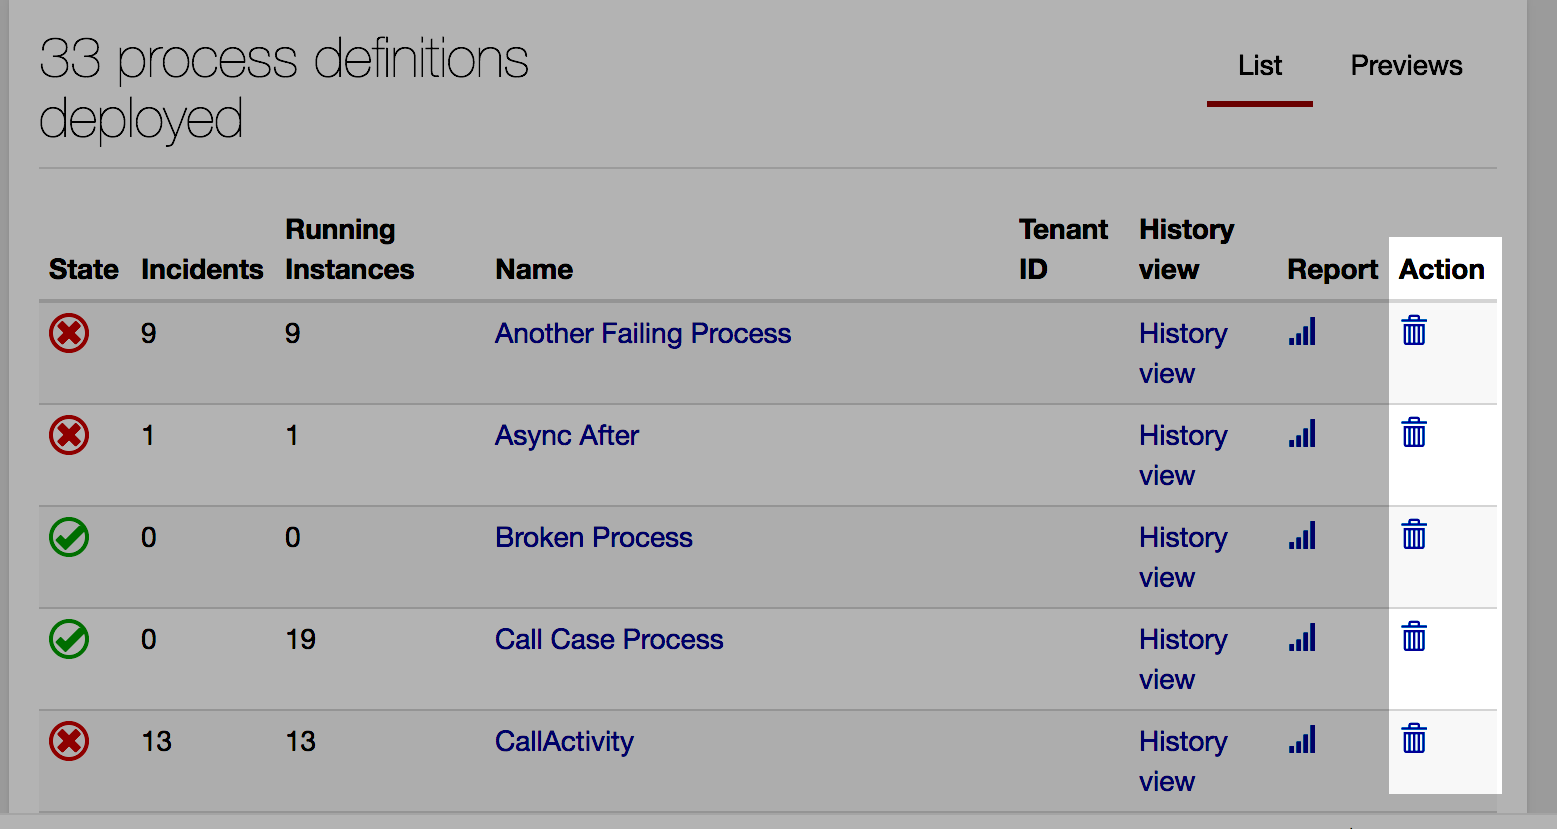 33 process definitions
deployed
List Previews
Running Tenant History
State Incidents Instances Name ID view Report Action
9 9 Another Failing Process History
view
1 1 Async After History
view
0 0 Broken Process History
view
0 19 Call Case Process History
view
13 13 CallActivity History
view